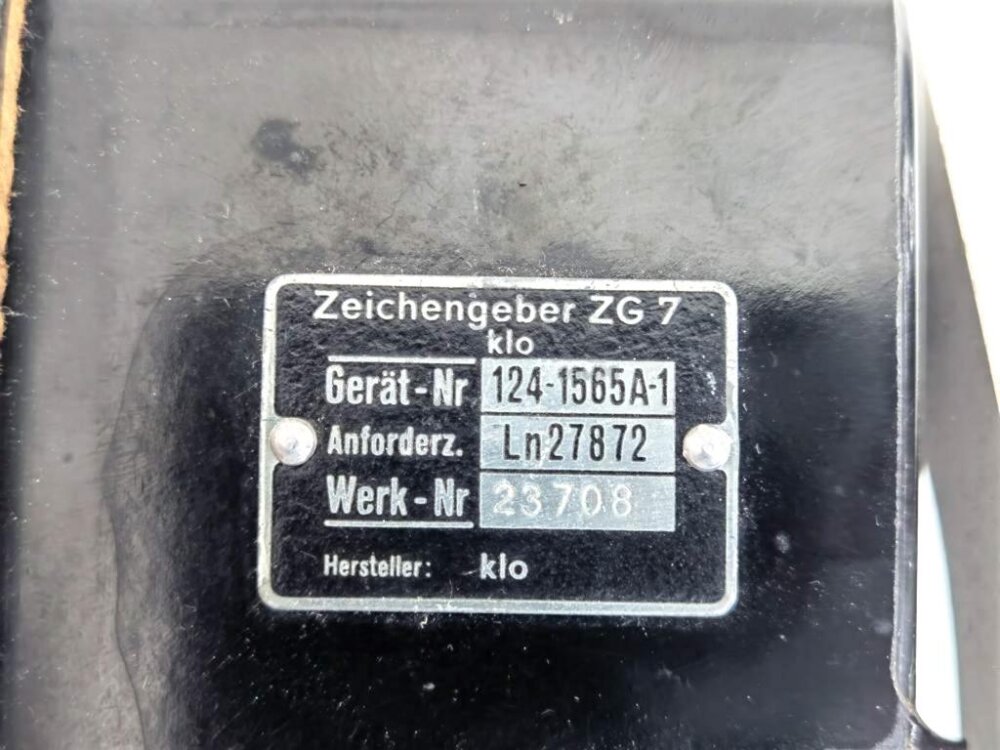 Zeichengeber ZG 7
klo
Gerät-Nr 124-1565A-1
Anforderz. Ln27872
Werk-Nr 23708
Hersteller: klo